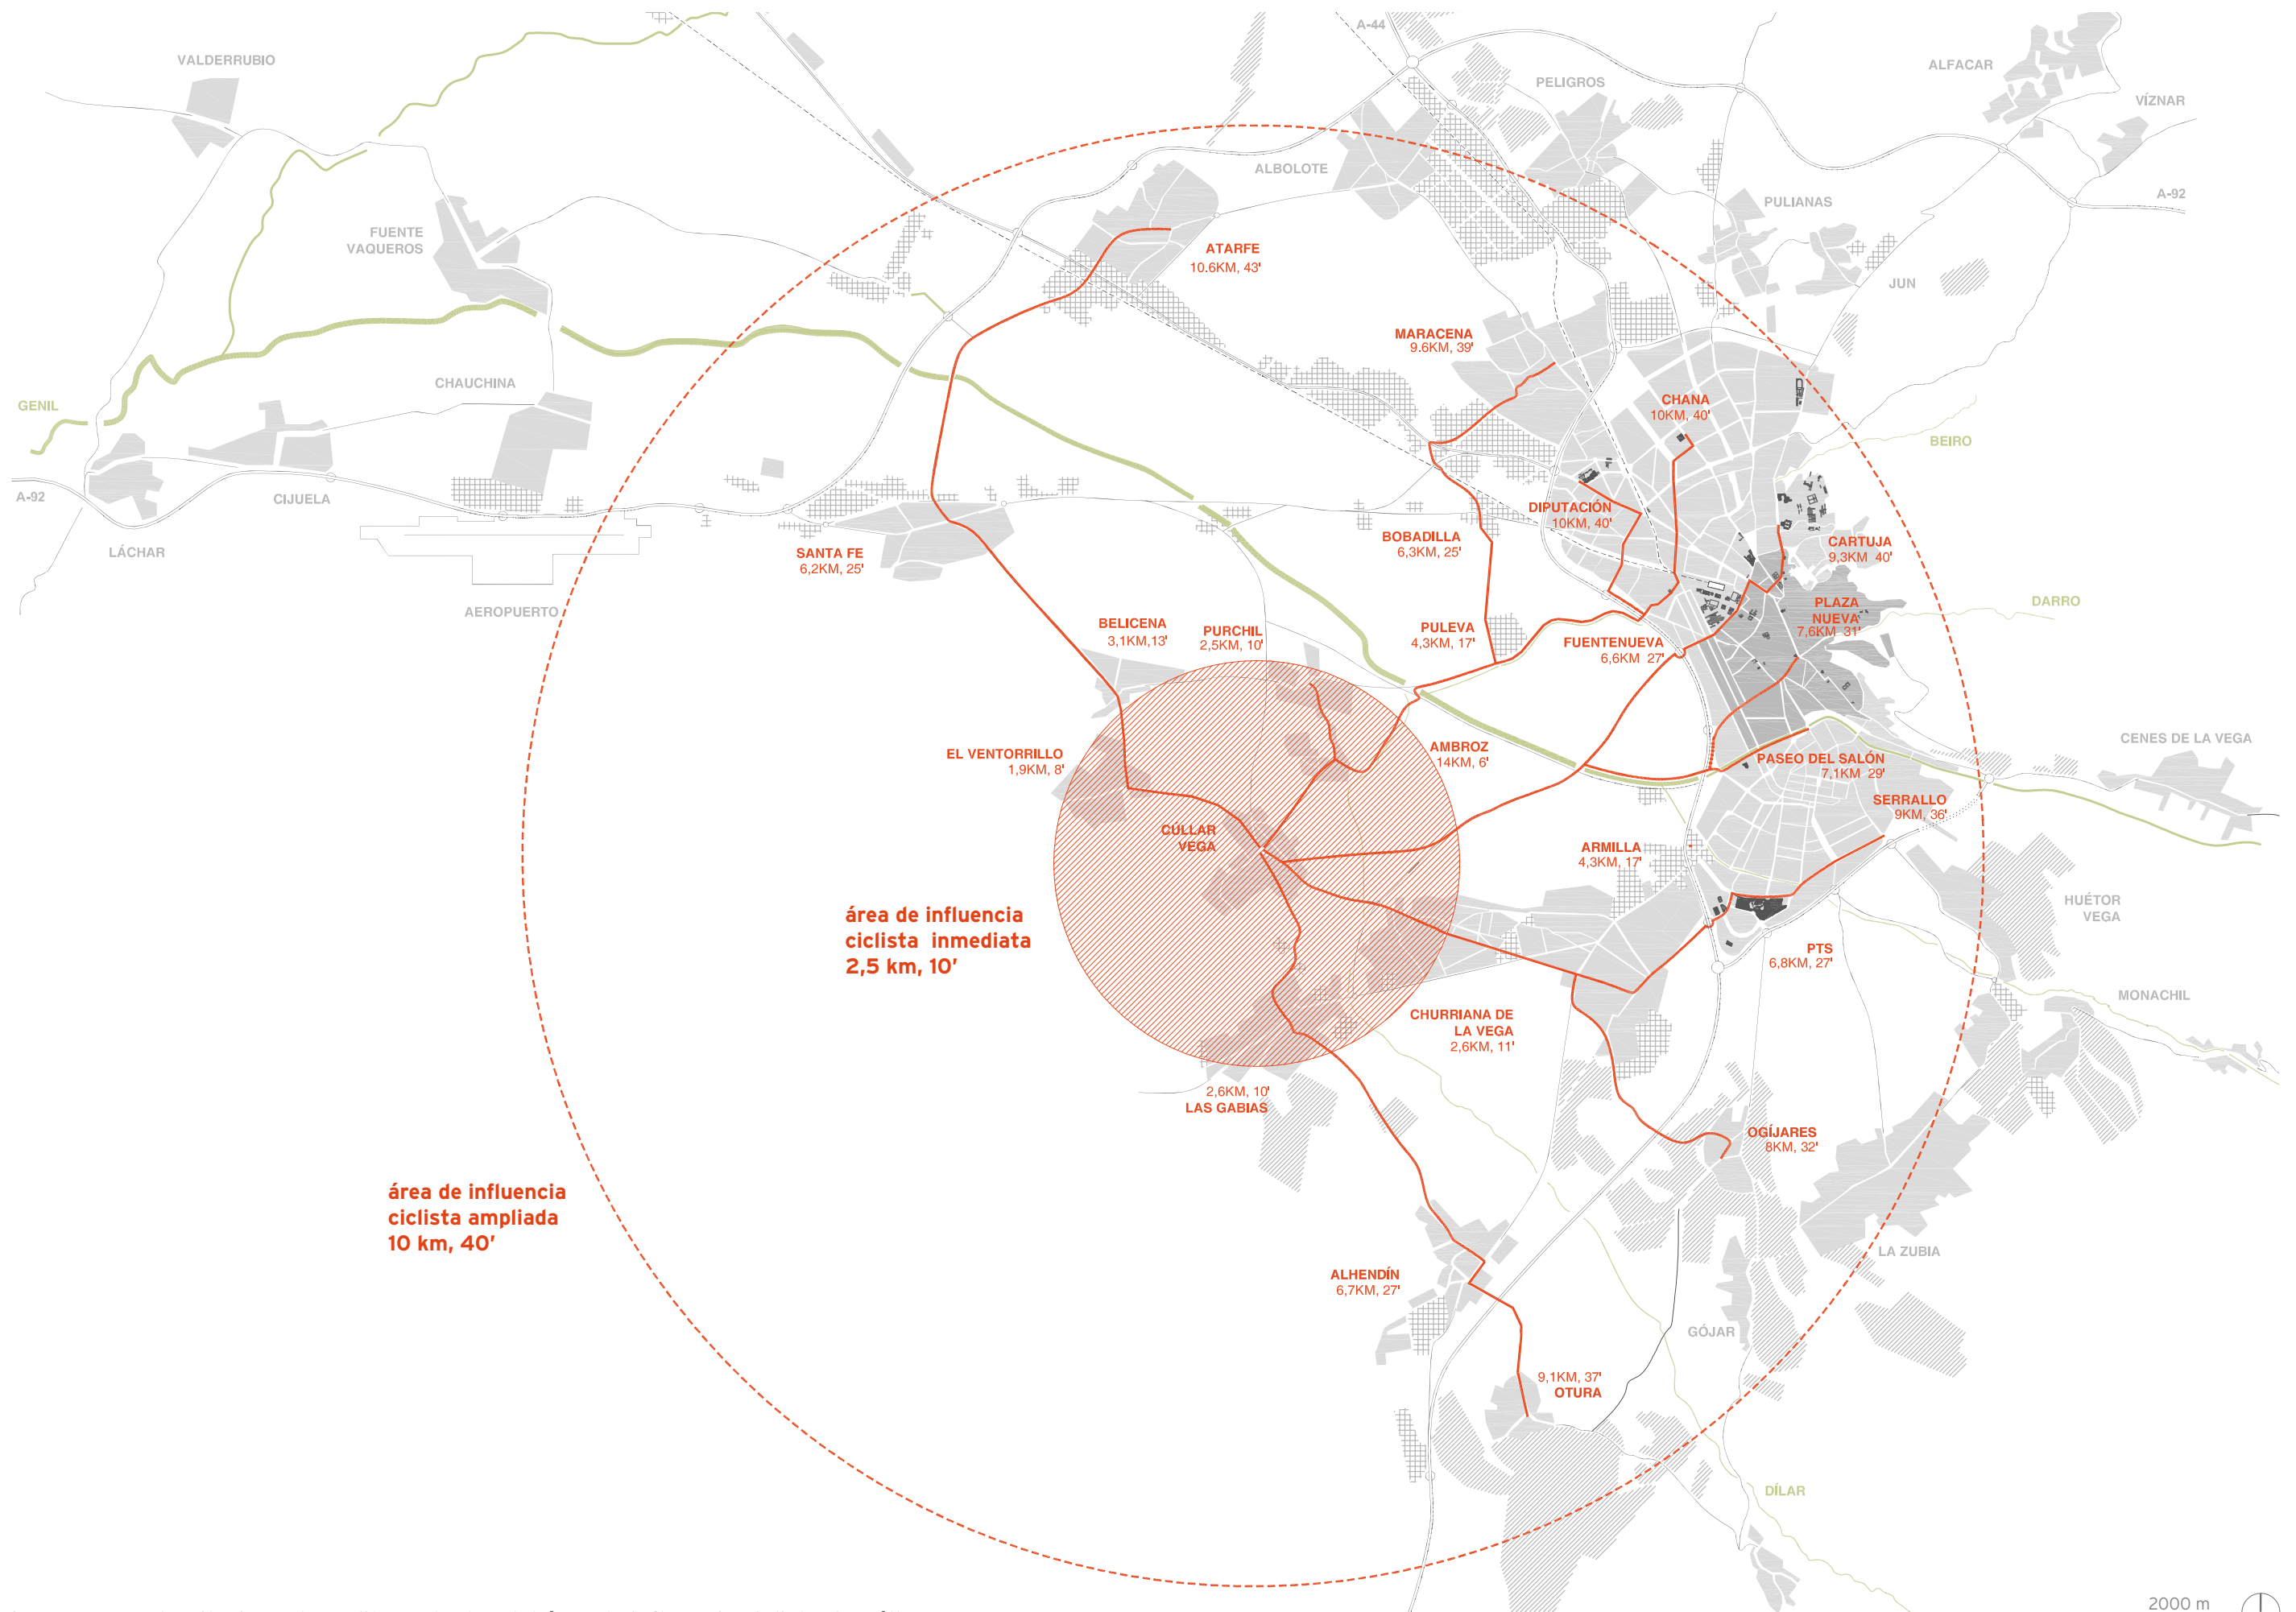 A-44
VALDERRUBIO
PELIGROS
ALFACAR
VÍZNAR
ALBOLOTE
A-92
PULIANAS
FUENTE
VAQUEROS
ATARFE
10.6KM, 43'
JUN
MARACENA
9.6KM, 39'
CHAUCHINA
GENIL
CHANA
10KM, 40'
BEIRO
A-92
CIJUELA
DIPUTACIÓN
10KM, 40'
LÁCHAR
SANTA FE
6,2KM, 25'
BOBADILLA
6,3KM, 25'
CARTUJA
9,3KM 40'
AEROPUERTO
PLAZA
NUEVA
7,6KM 31'
DARRO
BELICENA
3,1KM,13'
PURCHIL
2,5KM, 10'
PULEVA
4,3KM, 17'
FUENTENUEVA
6,6KM 27'
EL VENTORRILLO
1,9KM, 8'
AMBROZ
14KM, 6'
PASEO DEL SALÓN
7,1KM 29'
CENES DE LA VEGA
SERRALLO
9KM, 36'
CÚLLAR
VEGA
ARMILLA
4,3KM, 17'
HUÉTOR
VEGA
área de influencia
ciclista inmediata
2,5 km, 10'
PTS
6,8KM, 27'
MONACHIL
CHURRIANA DE
LA VEGA
2,6KM, 11'
2,6KM, 10'
LAS GABIAS
OGÍJARES
8KM, 32'
área de influencia
ciclista ampliada
10 km, 40'
LA ZUBIA
ALHENDÍN
6,7KM, 27'
GÓJAR
9,1KM, 37'
OTURA
DÍLAR
2000 m